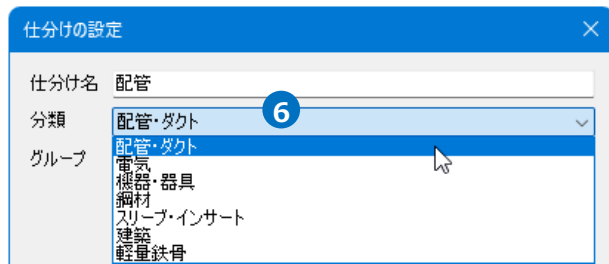 仕分けの設定
仕分け名 配管
分類 配管・ダクト 6
グループ 配管・ダクト
電気
機器・器具
鋼材
スリーブ・インサート
建築
軽量鉄骨